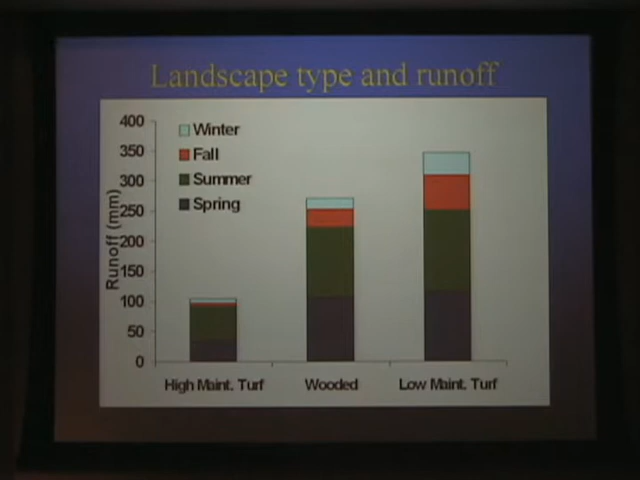 Landscape type and runoff
400
350
300
250
200
150
100
50
0
Runoff (mm)
Winter
Fall
Summer
Spring
High Maint. Turf
Wooded
Low Maint. Turf